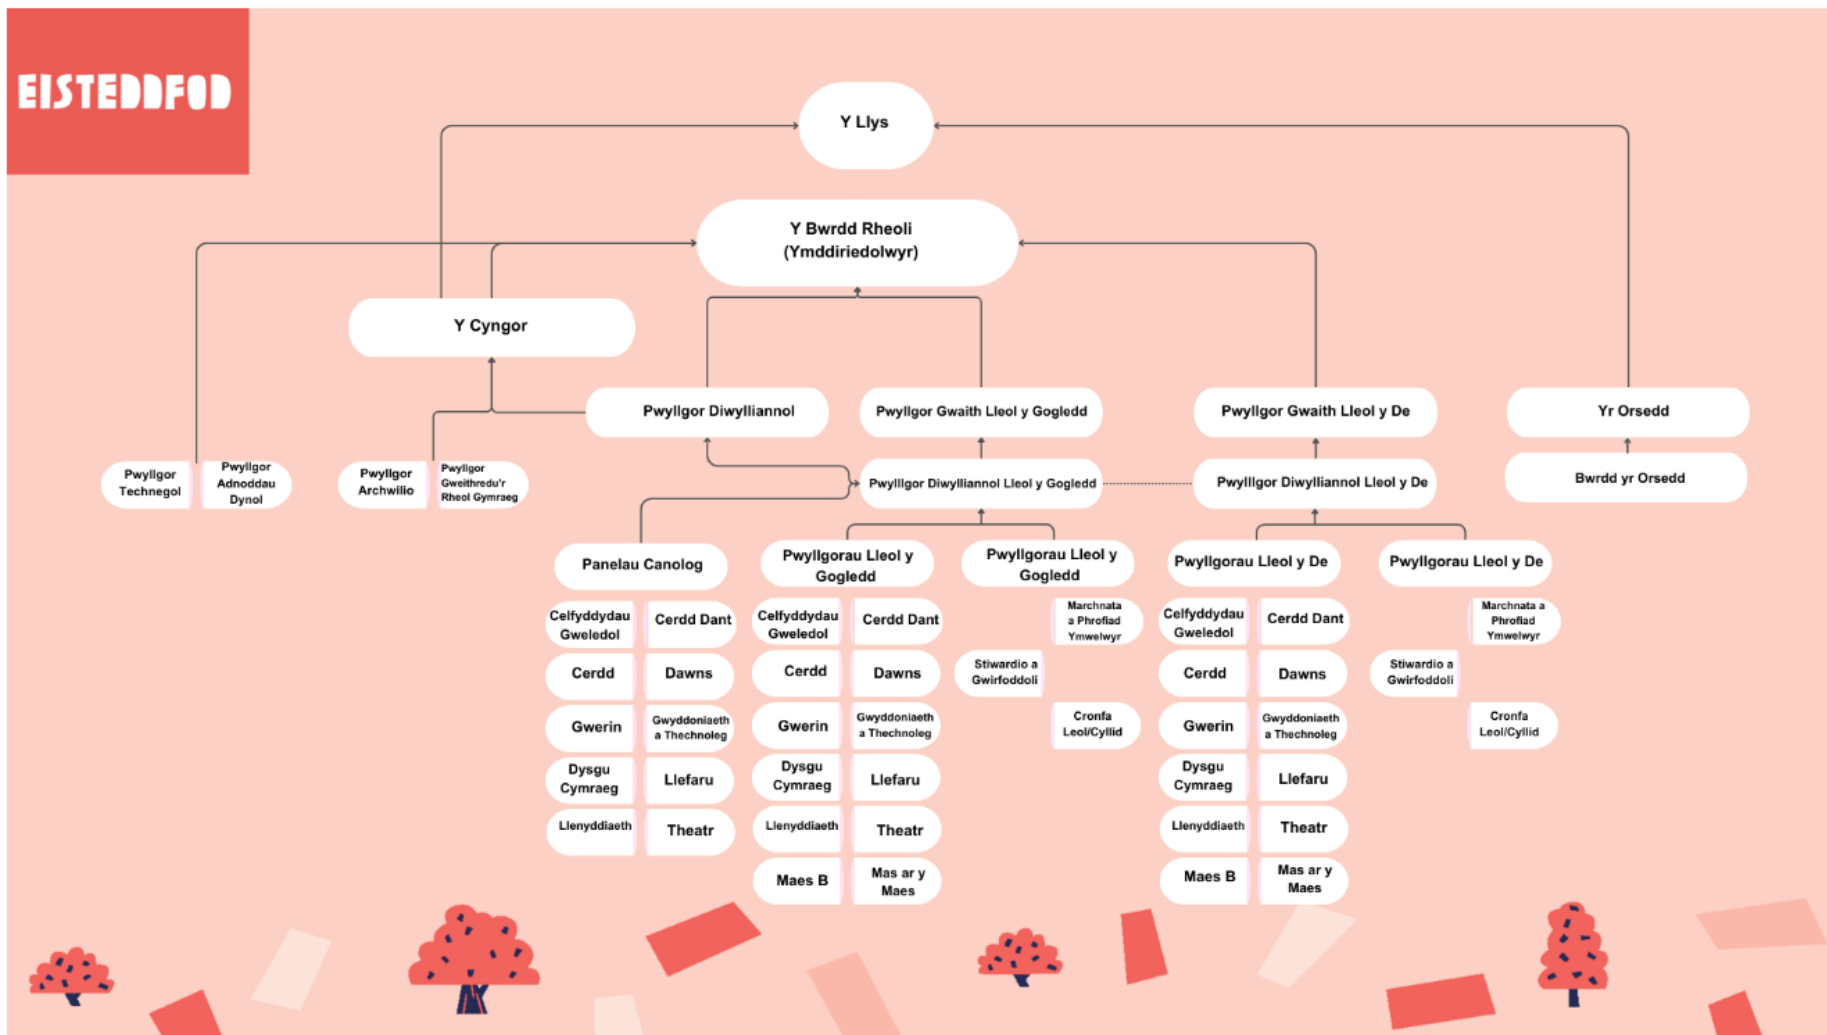 EISTEDDFOD
Y Llys
Y Bwrdd Rheoli
(Ymddiriedolwyr)
Y Cyngor
Pwyllgor Diwylliannol
Pwyllgor Gwaith Lleol y Gogledd
Pwyllgor Gwaith Lleol y De
Yr Orsedd
Pwyllgor
Technegol
Pwyllgor
Adnoddau
Dynol
Pwyllgor
Archwilio
Pwyllgor
Gweithredu'r
Rheol Gymraeg
Pwylllgor Diwylliannol Lleol y Gogledd
Pwylllgor Diwylliannol Lleol y De
Bwrdd yr Orsedd
Panelau Canolog
Pwyllgorau Lleol y
Gogledd
Pwyllgorau Lleol y
Gogledd
Pwyllgorau Lleol y De
Pwyllgorau Lleol y De
Celfyddydau
Gweledol
Cerdd Dant
Cerdd
Dawns
Gwerin
Gwyddoniaeth
a Thechnoleg
Dysgu
Cymraeg
Llefaru
Llenyddiaeth
Theatr
Celfyddydau
Gweledol
Cerdd Dant
Cerdd
Dawns
Gwerin
Gwyddoniaeth
a Thechnoleg
Dysgu
Cymraeg
Llefaru
Llenyddiaeth
Theatr
Maes B
Mas ar y
Maes
Marchnata
a Phrofiad
Ymwelwyr
Stiwardio a
Gwirfoddoli
Cronfa
Leol/Cyllid
Celfyddydau
Gweledol
Cerdd Dant
Cerdd
Dawns
Gwerin
Gwyddoniaeth
a Thechnoleg
Dysgu
Cymraeg
Llefaru
Llenyddiaeth
Theatr
Maes B
Mas ar y
Maes
Marchnata a
Phrofiad
Ymwelwyr
Stiwardio a
Gwirfoddoli
Cronfa
Leol/Cyllid